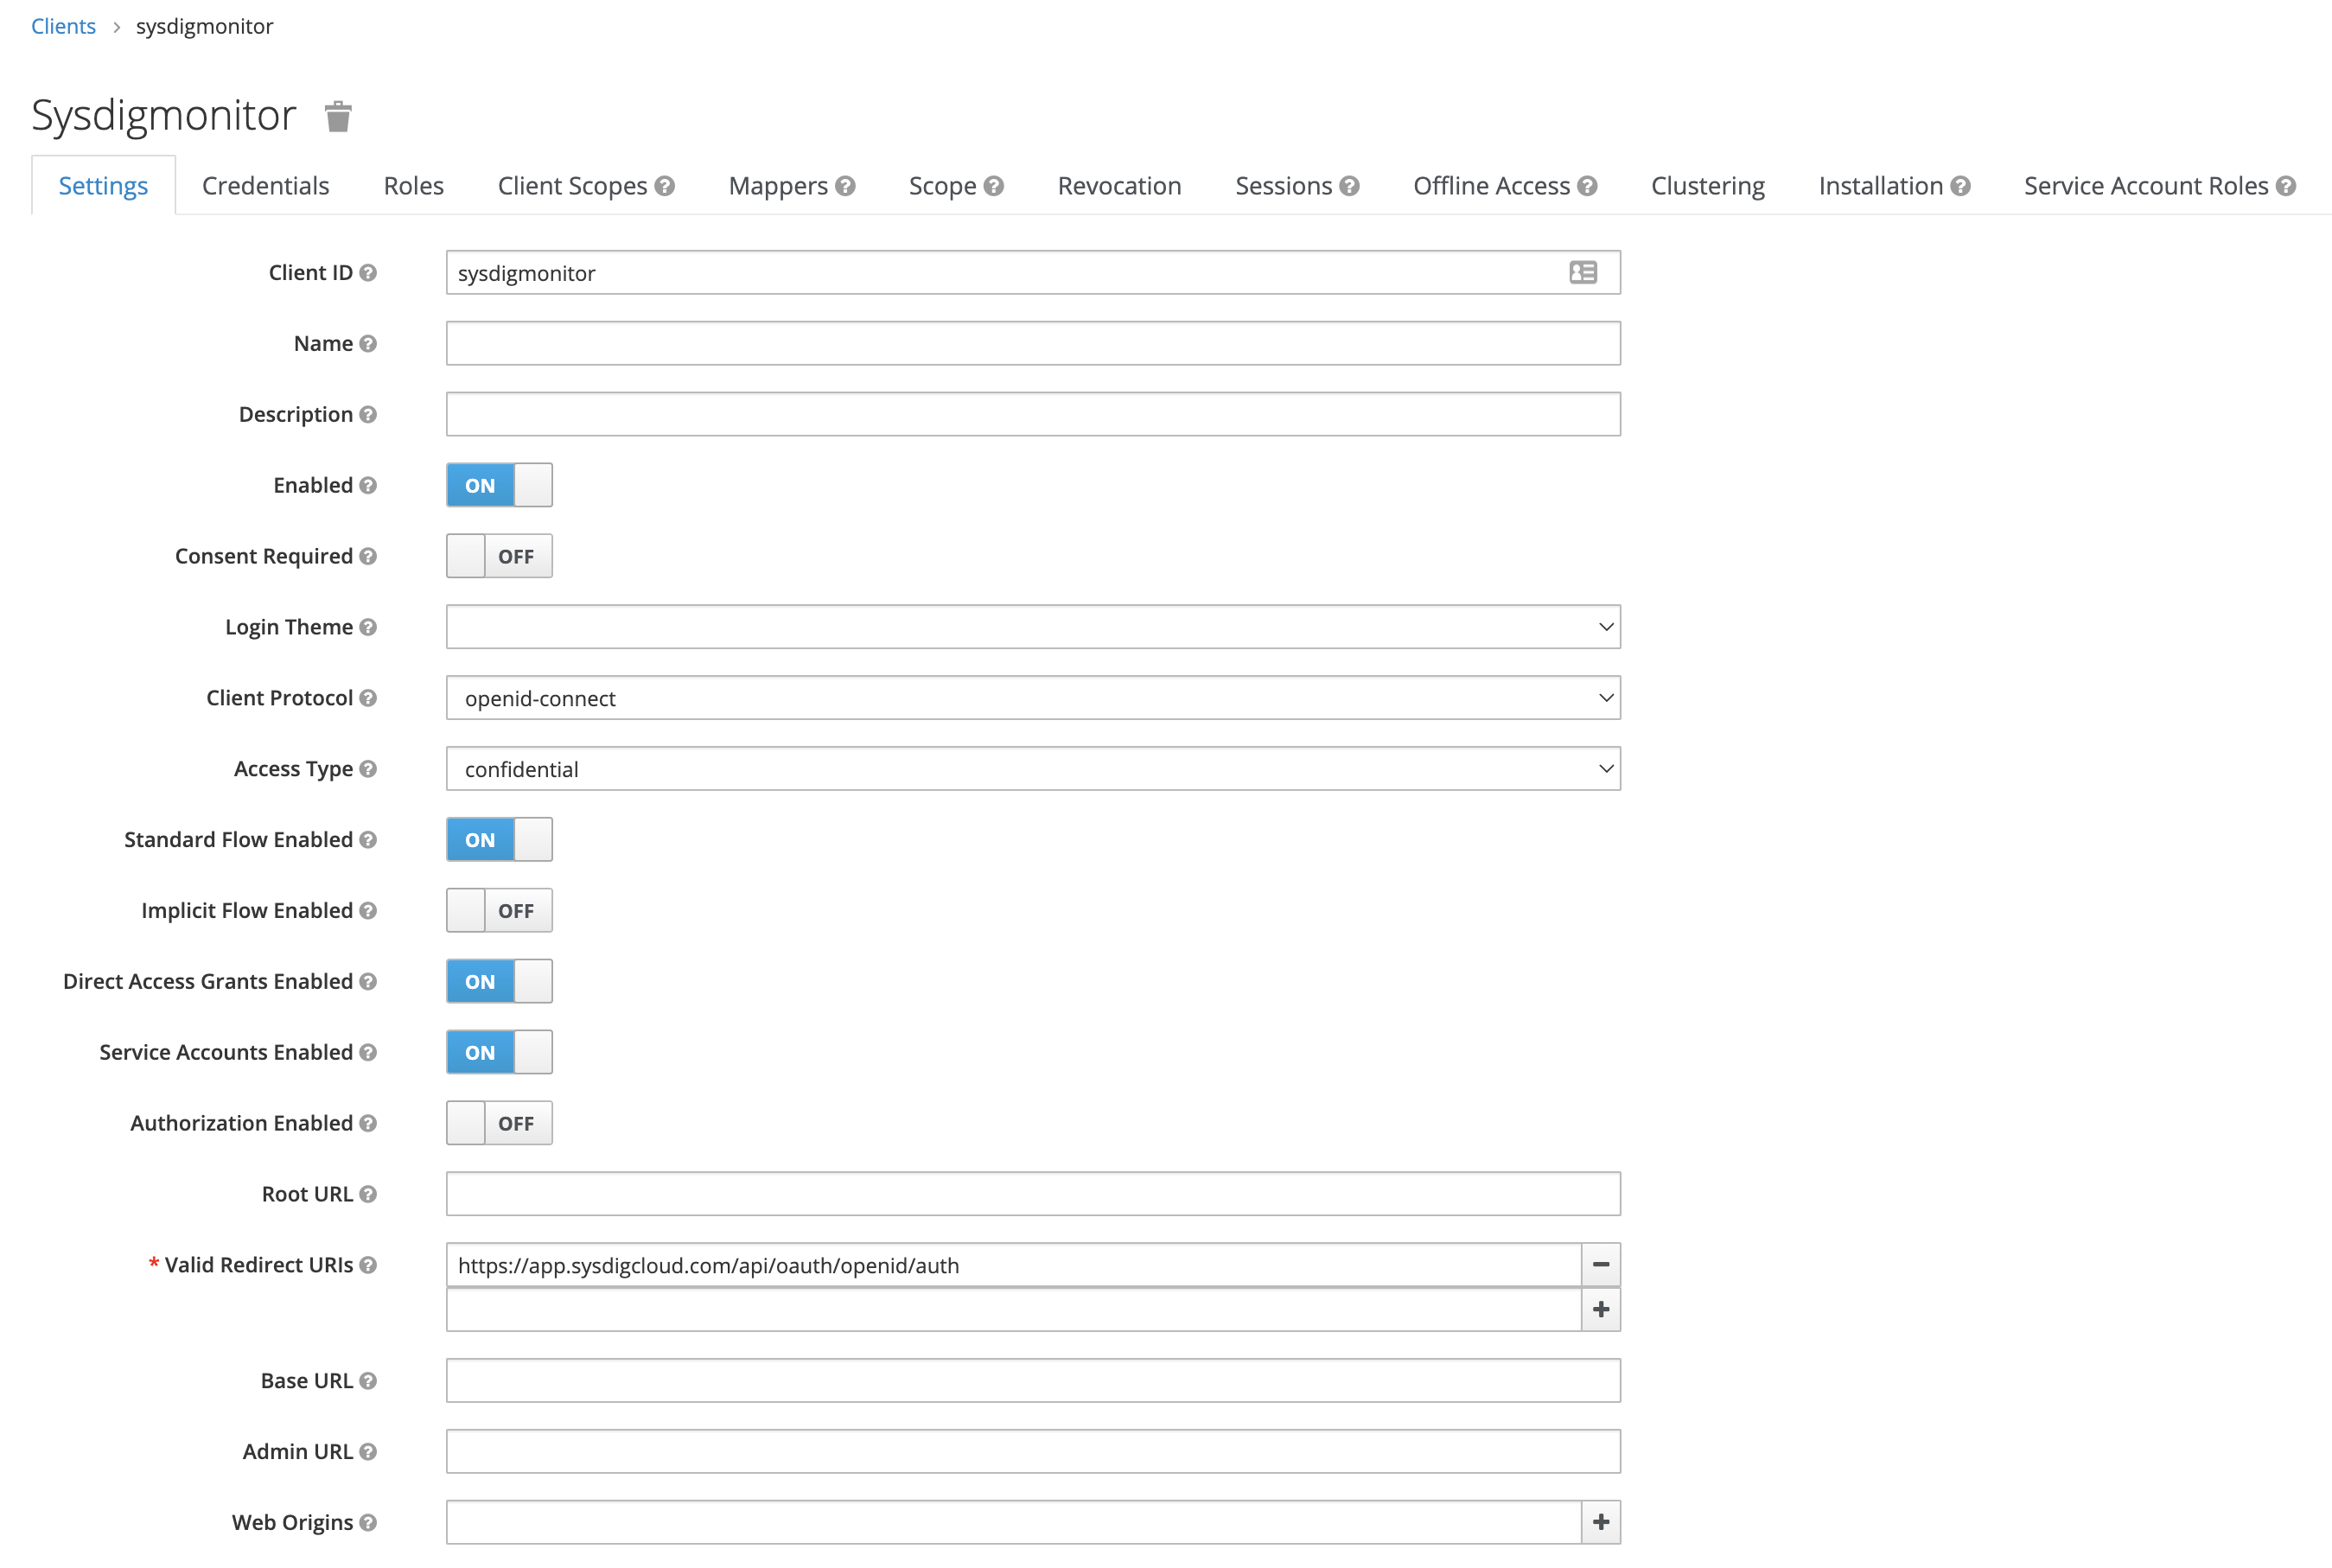 Clients > sysdigmonitor
Sysdigmonitor
Settings Credentials Roles Client Scopes Mappers Scope Revocation Sessions Offline Access Clustering Installation Service Account Roles
Client ID sysdigmonitor
Name
Description
Enabled ON
Consent Required OFF
Login Theme
Client Protocol openid-connect
Access Type confidential
Standard Flow Enabled ON
Implicit Flow Enabled OFF
Direct Access Grants Enabled ON
Service Accounts Enabled ON
Authorization Enabled OFF
Root URL
* Valid Redirect URIs https://app.sysdigcloud.com/api/oauth/openid/auth
Base URL
Admin URL
Web Origins